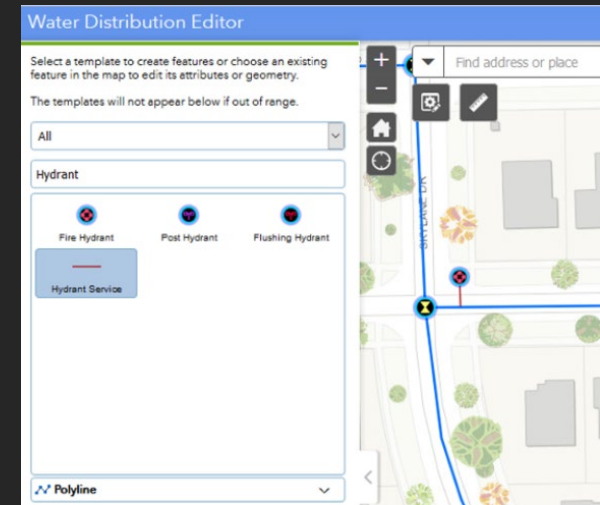 Water Distribution Editor
Select a template to create features or choose an existing
feature in the map to edit its attributes or geometry.
The templates will not appear below if out of range.
All
Hydrant
Fire Hydrant
Post Hydrant
Flushing Hydrant
Hydrant Service
Polyline
Find address or place
SKYLANE DR